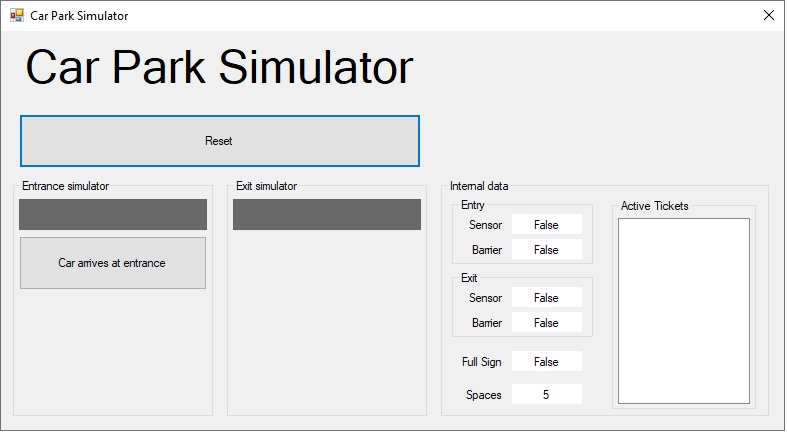 Car Park Simulator
Car Park Simulator
Reset
Entrance simulator
Car arrives at entrance
Exit simulator
Internal data
Entry
Sensor False
Barrier False
Exit
Sensor False
Barrier False
Full Sign False
Spaces 5
Active Tickets